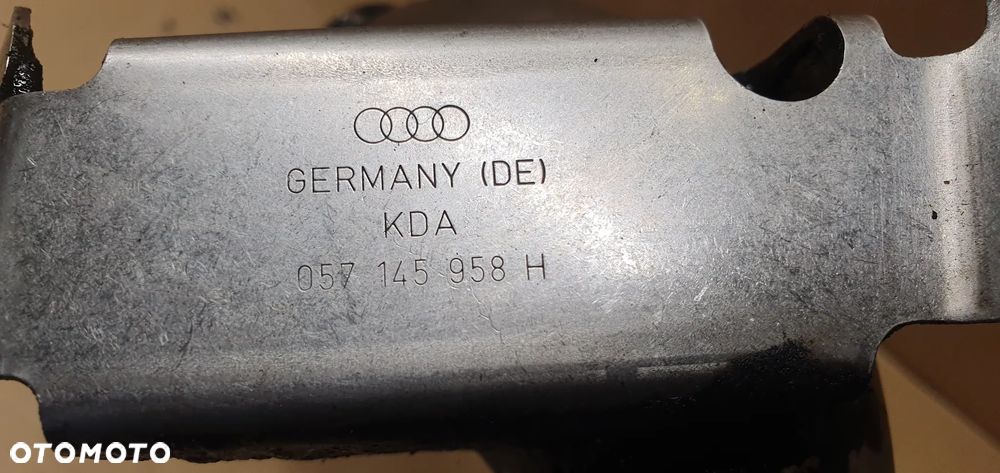 GERMANY (DE)
KDA
057 145 958 H
OTOMOTO